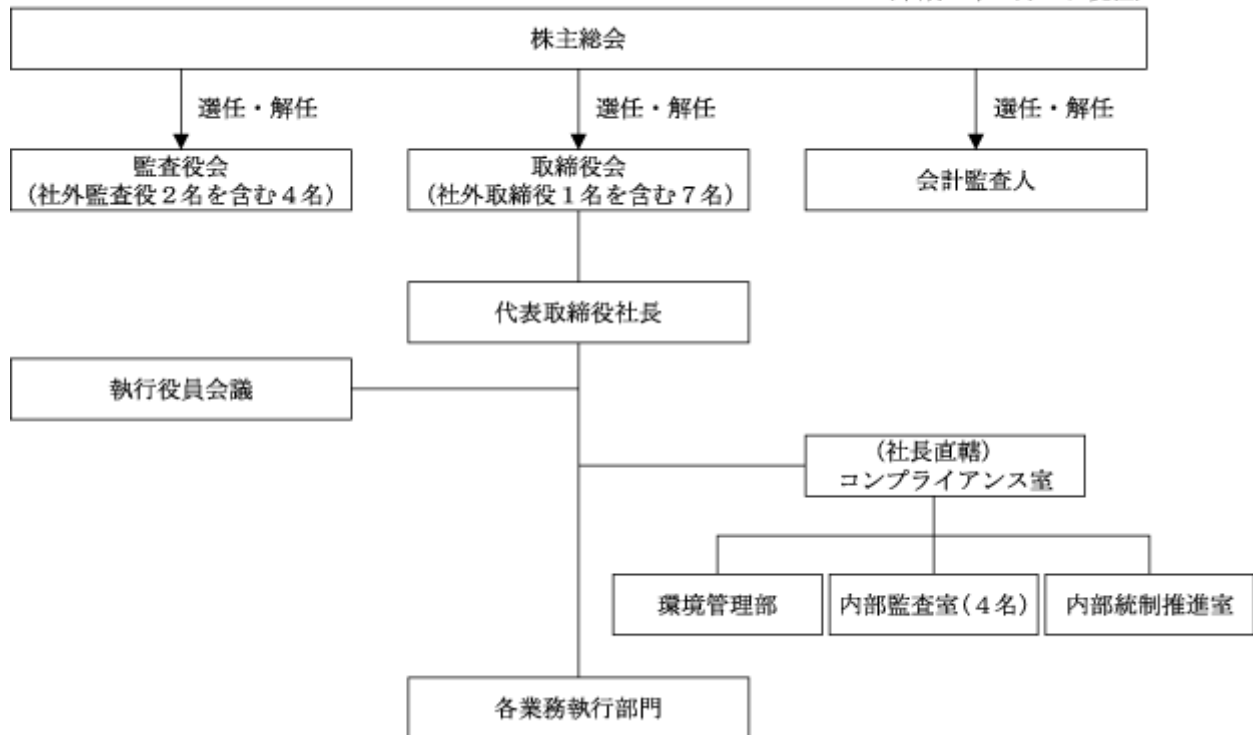 株主総会
選任・解任
選任・解任
選任・解任
監査役会
(社外監査役２名を含む４名)
取締役会
(社外取締役１名を含む７名)
会計監査人
代表取締役社長
執行役員会議
(社長直轄)
コンプライアンス室
環境管理部
内部監査室(４名)
内部統制推進室
各業務執行部門